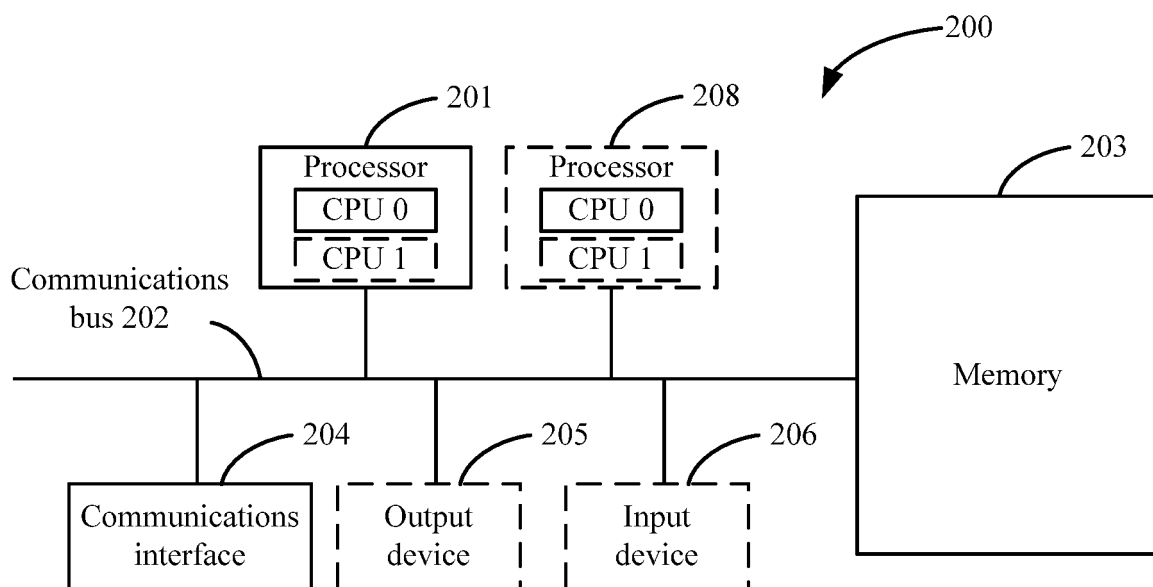 200
201
208
203
Processor
CPU 0
CPU 1
Processor
CPU 0
CPU 1
Communications
bus 202
Memory
204
205
206
Communications
interface
Output
device
Input
device